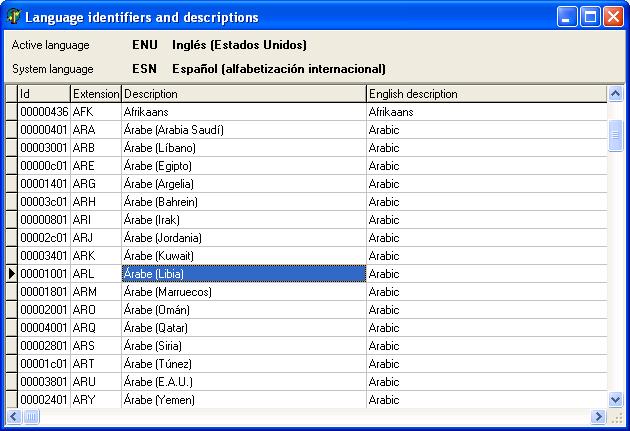 Language identifiers and descriptions
Active language ENU Inglés (Estados Unidos)
System language ESN Español (alfabetización internacional)
Id Extension Description English description
00000436 AFK Afrikaans Afrikaans
00000401 ARA Árabe (Arabia Saudí) Arabic
00003001 ARB Árabe (Líbano) Arabic
00000c01 ARE Árabe (Egipto) Arabic
00001401 ARG Árabe (Argelia) Arabic
00003c01 ARH Árabe (Bahrein) Arabic
00000801 ARI Árabe (Irak) Arabic
00002c01 ARJ Árabe (Jordania) Arabic
00003401 ARK Árabe (Kuwait) Arabic
00001001 ARL Árabe (Libia) Arabic
00001801 ARM Árabe (Marruecos) Arabic
00002001 ARO Árabe (Omán) Arabic
00004001 ARQ Árabe (Qatar) Arabic
00002801 ARS Árabe (Siria) Arabic
00001c01 ART Árabe (Túnez) Arabic
00003801 ARU Árabe (E.A.U.) Arabic
00002401 ARY Árabe (Yemen) Arabic